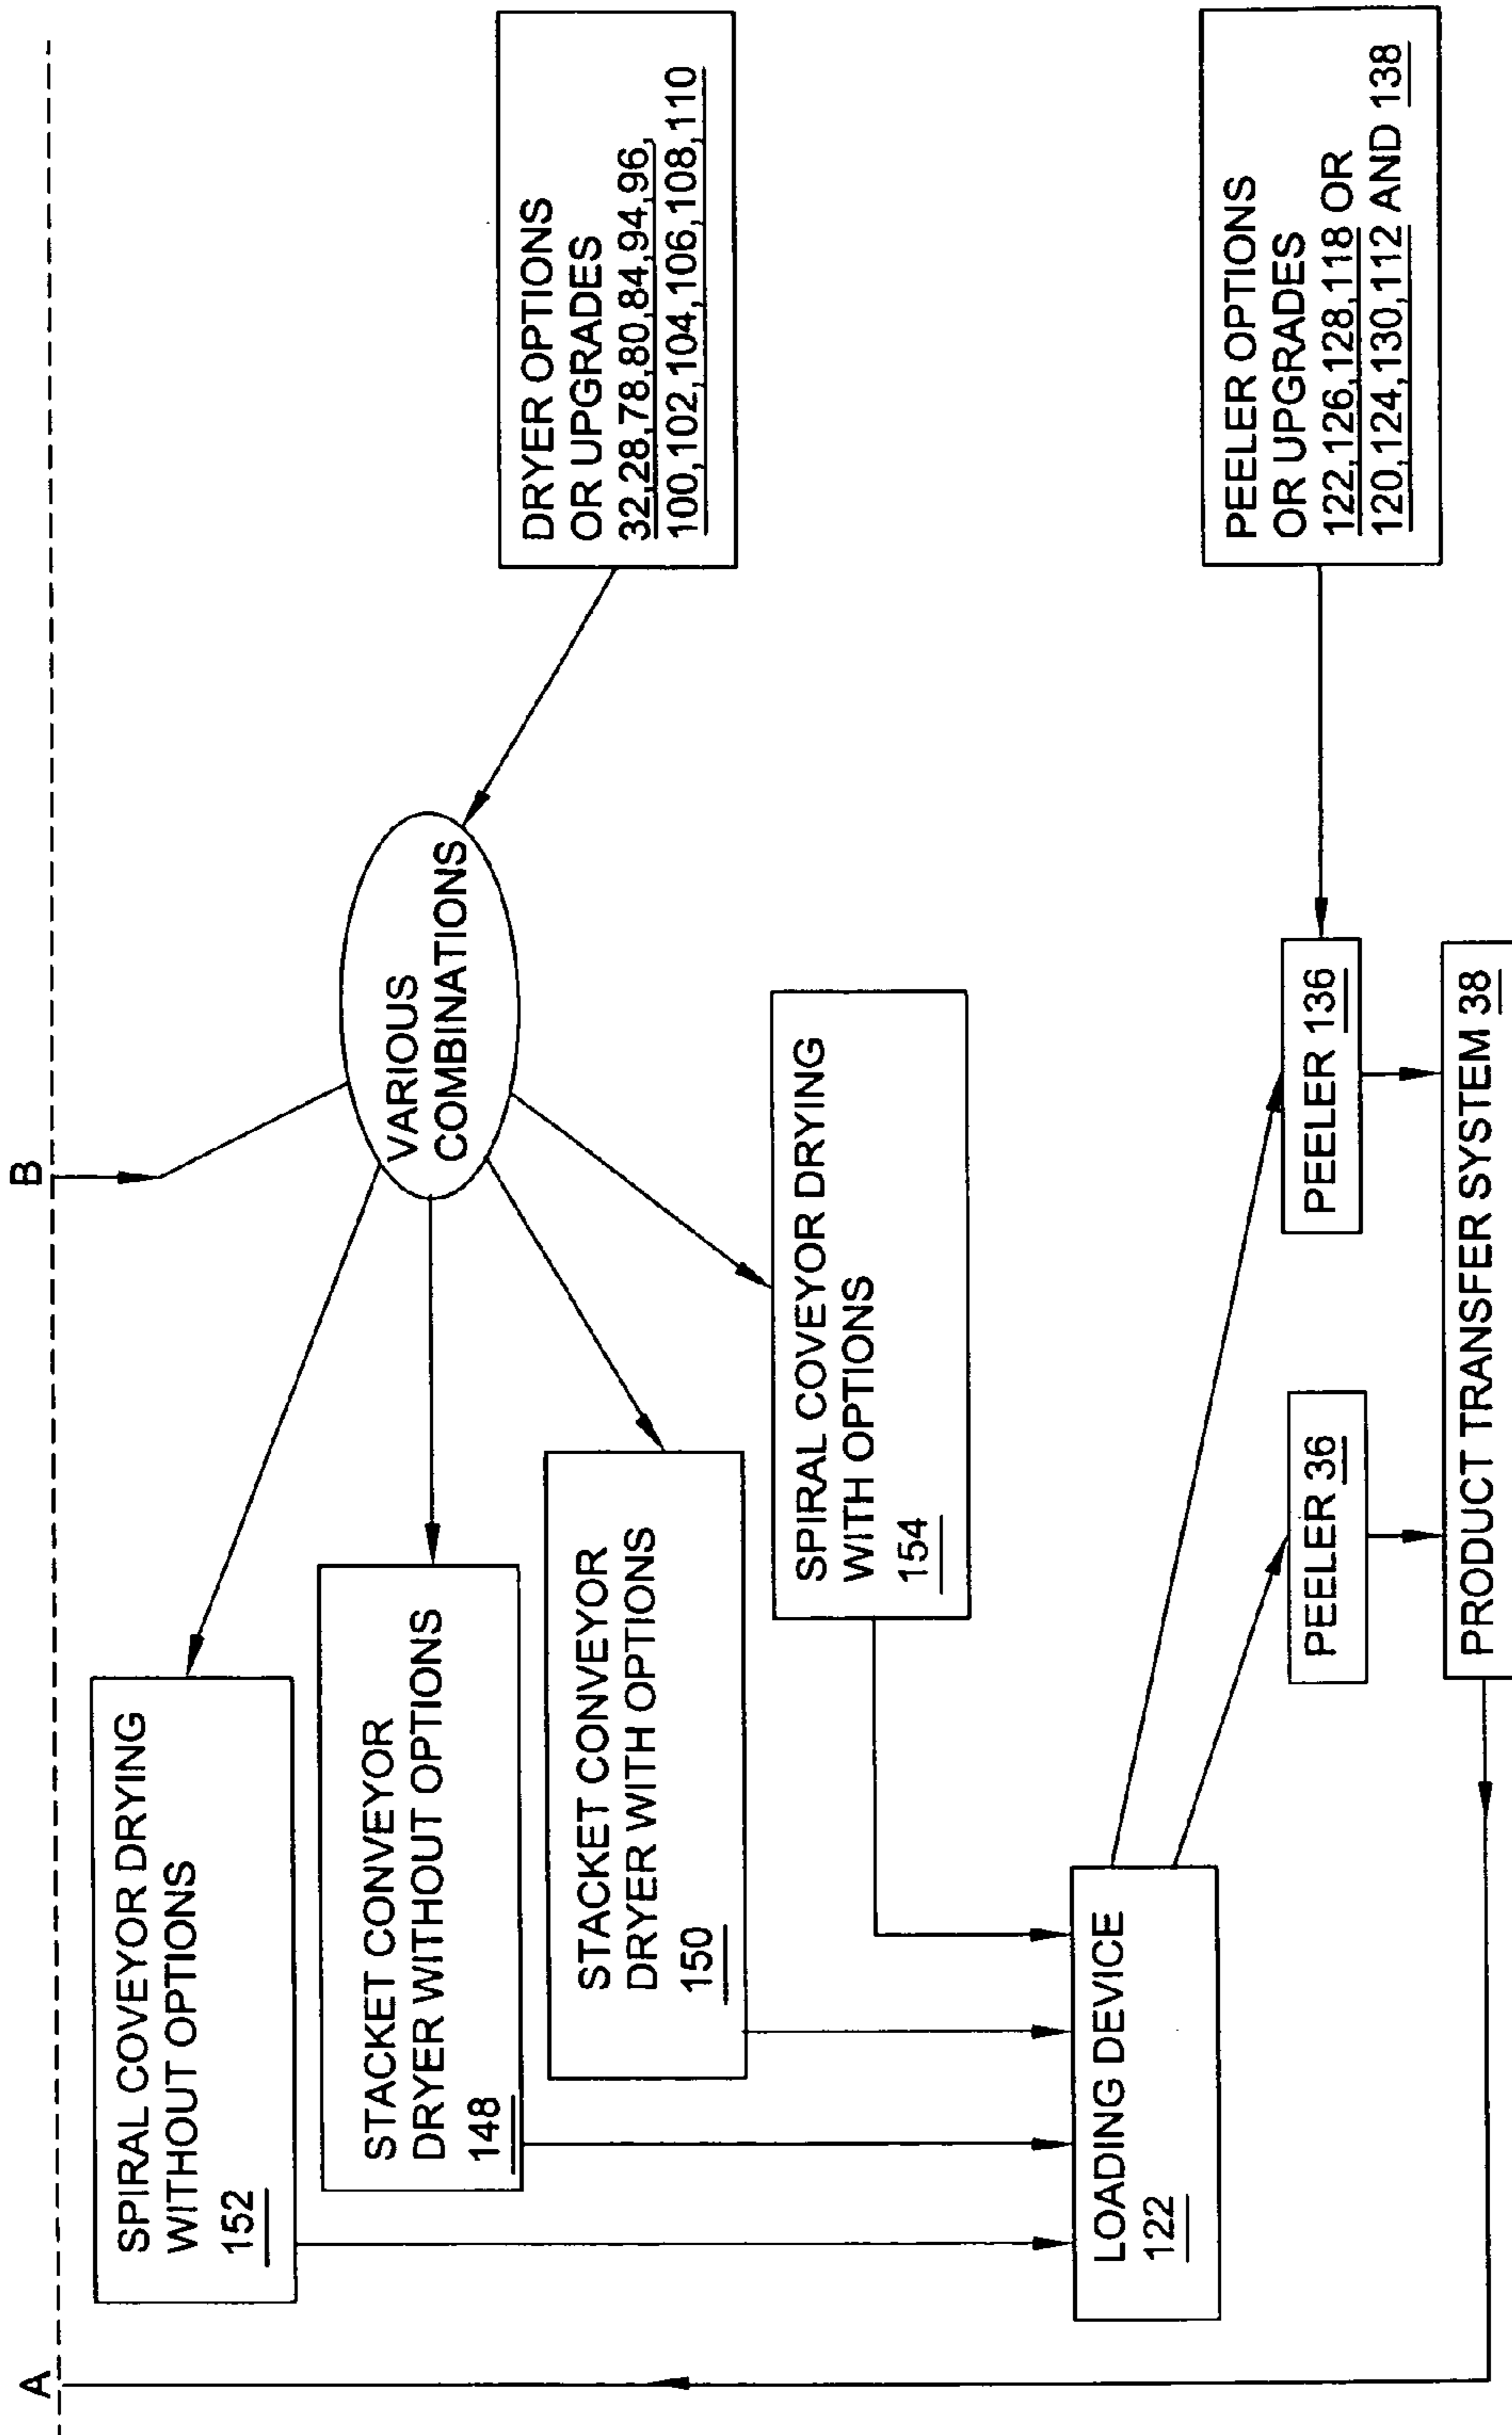 A
B
SPIRAL COVEYOR DRYING
WITHOUT OPTIONS
152
STACKET CONVEYOR
DRYER WITHOUT OPTIONS
148
STACKET CONVEYOR
DRYER WITH OPTIONS
150
SPIRAL COVEYOR DRYING
WITH OPTIONS
154
VARIOUS
COMBINATIONS
DRYER OPTIONS
OR UPGRADES
32,28,78,80,84,94,96,
100,102,104,106,108,110
LOADING DEVICE
122
PEELER 36
PEELER 136
PEELER OPTIONS
OR UPGRADES
122,126,128,118 OR
120,124,130,112 AND 138
PRODUCT TRANSFER SYSTEM 38